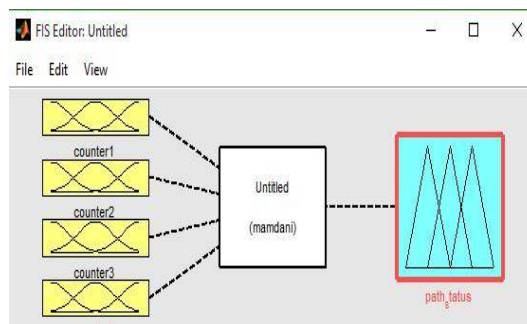 FIS Editor: Untitled
File Edit View
counter1
counter2
counter3
Untitled
(mamdani)
path_status